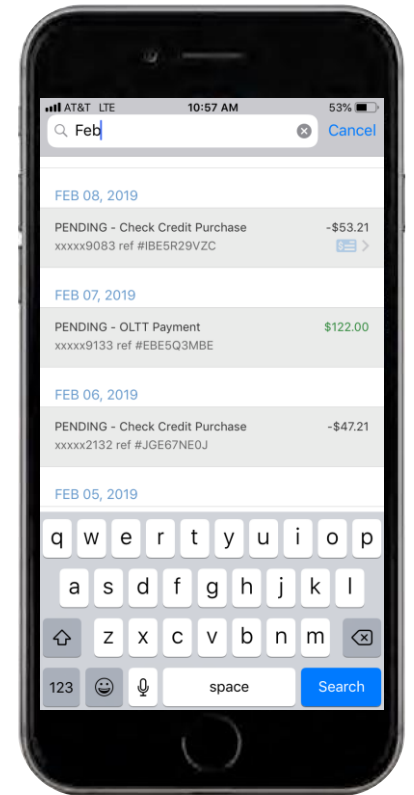 AT&T LTE 10:57 AM 53%
Feb Cancel
FEB 08, 2019
PENDING - Check Credit Purchase -$53.21
xxxxx9083 ref #IBE5R29VZC
FEB 07, 2019
PENDING - OLTT Payment $122.00
xxxxx9133 ref #EBE5Q3MBE
FEB 06, 2019
PENDING - Check Credit Purchase -$47.21
xxxxx2132 ref #JGE67NE0J
FEB 05, 2019
q w e r t y u i o p
a s d f g h j k l
z x c v b n m
123 space Search